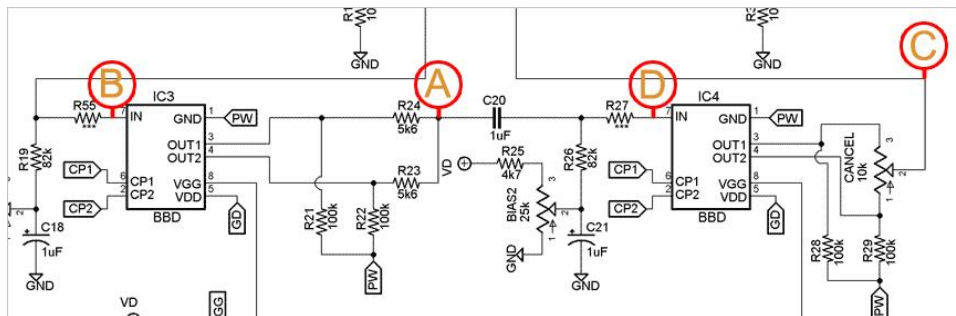 R1
10
GND
R3
10
GND
C
B
A
D
R55
***
7
IN
IC3
GND
1
PW
OUT1
3
OUT2
4
CP1
6
CP1
CP2
2
CP2
VGG
8
VDD
5
GD
BBD
R19
82k
2
C18
+
1uF
GND
R24
5k6
R23
5k6
R21
100k
R22
100k
PW
C20
1uF
VD
R25
4k7
BIAS2
25k
3
2
1
GND
R26
82k
C21
+
1uF
GND
R27
***
7
IN
IC4
GND
1
PW
OUT1
3
OUT2
4
CP1
6
CP1
CP2
2
CP2
VGG
8
VDD
5
GD
BBD
CANCEL
10k
3
2
1
R28
100k
R29
100k
PW
VD
GG